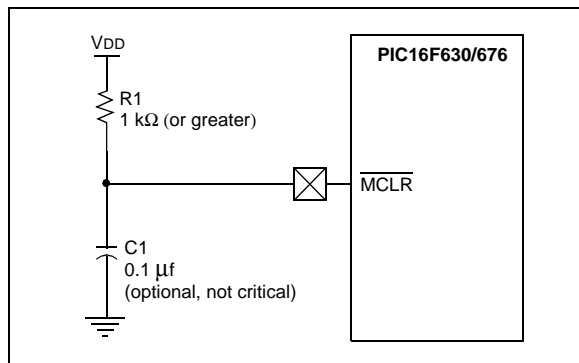 VDD
PIC16F630/676
R1
1 kΩ (or greater)
MCLR
C1
0.1 μf
(optional, not critical)